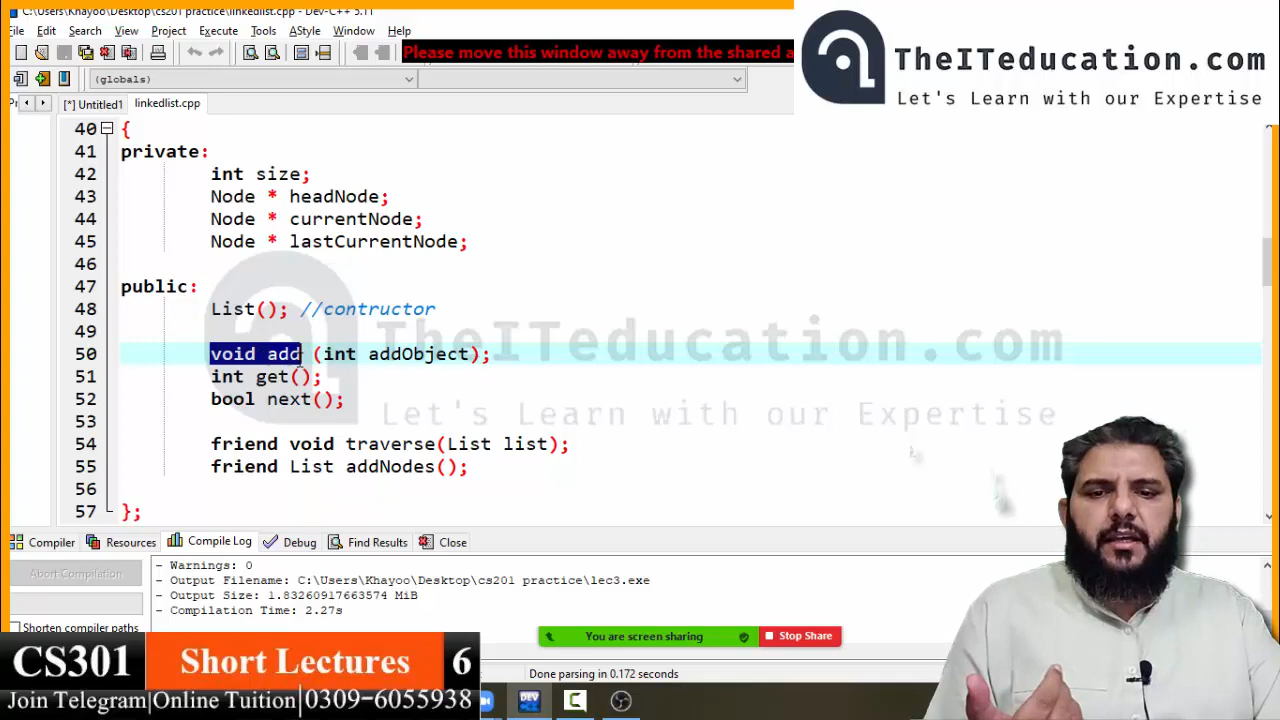 C:\Users\Khayoo\Desktop\cs201 practice\linkedlist.cpp - Dev-C++ 5.11
File Edit Search View Project Execute Tools AStyle Window Help
Please move this window away from the shared a
(globals)
[*] Untitled1 linkedlist.cpp
TheITeducation.com
Let's Learn with our Expertise
40 {
41 private:
42 int size;
43 Node * headNode;
44 Node * currentNode;
45 Node * lastCurrentNode;
46
47 public:
48 List(); //contructor
49
50 void add (int addObject);
51 int get();
52 bool next();
53
54 friend void traverse(List list);
55 friend List addNodes();
56
57 };
TheITeducation.com
Let's Learn with our Expertise
Compiler Resources Compile Log Debug Find Results Close
Abort Compilation
Shorten compiler paths
- Warnings: 0
- Output Filename: C:\Users\Khayoo\Desktop\cs201 practice\lec3.exe
- Output Size: 1.83260917663574 MiB
- Compilation Time: 2.27s
You are screen sharing Stop Share
Done parsing in 0.172 seconds
CS301 Short Lectures 6
Join Telegram|Online Tuition|0309-6055938
DEV